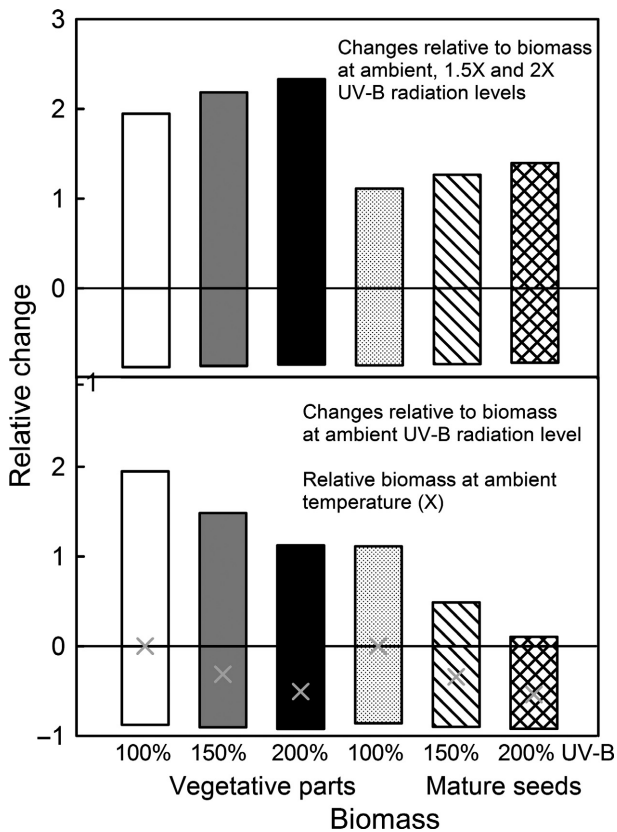 3
Changes relative to biomass
at ambient, 1.5X and 2X
UV-B radiation levels
2
1
0
1
Relative change
Changes relative to biomass
at ambient UV-B radiation level
Relative biomass at ambient
temperature (X)
2
1
0
–1
100% 150% 200% 100% 150% 200% UV-B
Vegetative parts Mature seeds
Biomass